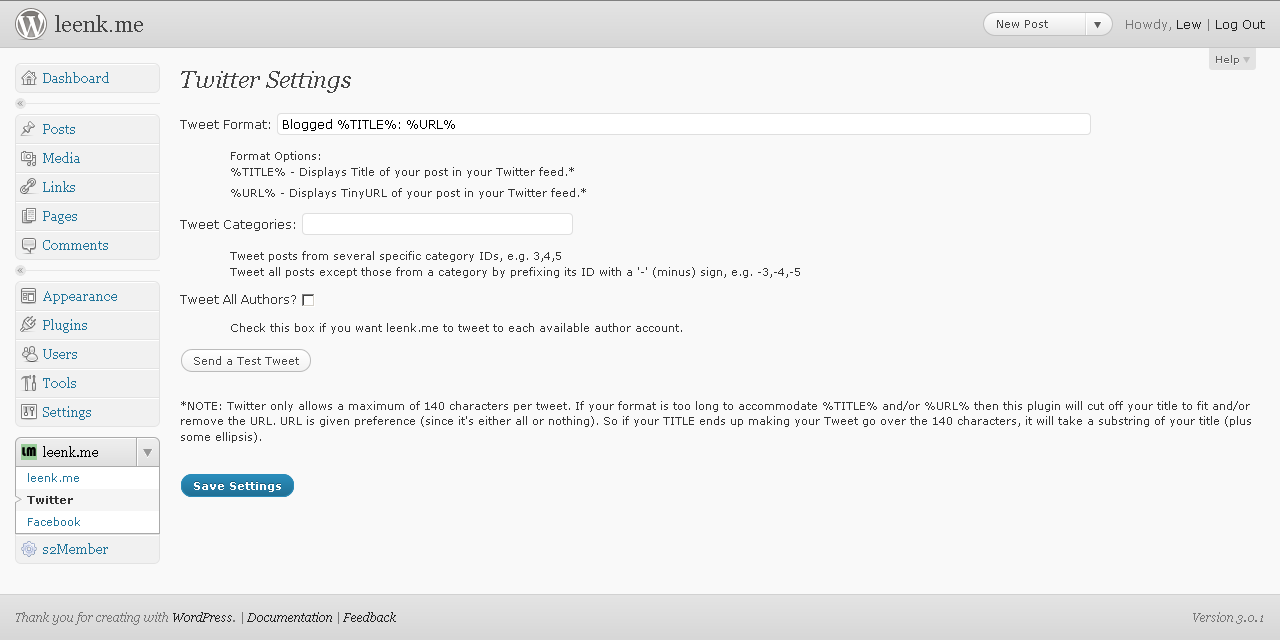 leenk.me
New Post
Howdy, Lew | Log Out
Help
Dashboard
Posts
Media
Links
Pages
Comments
Appearance
Plugins
Users
Tools
Settings
LM leenk.me
leenk.me
Twitter
Facebook
s2Member
Twitter Settings
Tweet Format: Blogged %TITLE%: %URL%
Format Options:
%TITLE% - Displays Title of your post in your Twitter feed.*
%URL% - Displays TinyURL of your post in your Twitter feed.*
Tweet Categories:
Tweet posts from several specific category IDs, e.g. 3,4,5
Tweet all posts except those from a category by prefixing its ID with a '-' (minus) sign, e.g. -3,-4,-5
Tweet All Authors?
Check this box if you want leenk.me to tweet to each available author account.
Send a Test Tweet
*NOTE: Twitter only allows a maximum of 140 characters per tweet. If your format is too long to accommodate %TITLE% and/or %URL% then this plugin will cut off your title to fit and/or
remove the URL. URL is given preference (since it's either all or nothing). So if your TITLE ends up making your Tweet go over the 140 characters, it will take a substring of your title (plus
some ellipsis).
Save Settings
Thank you for creating with WordPress. | Documentation | Feedback
Version 3.0.1